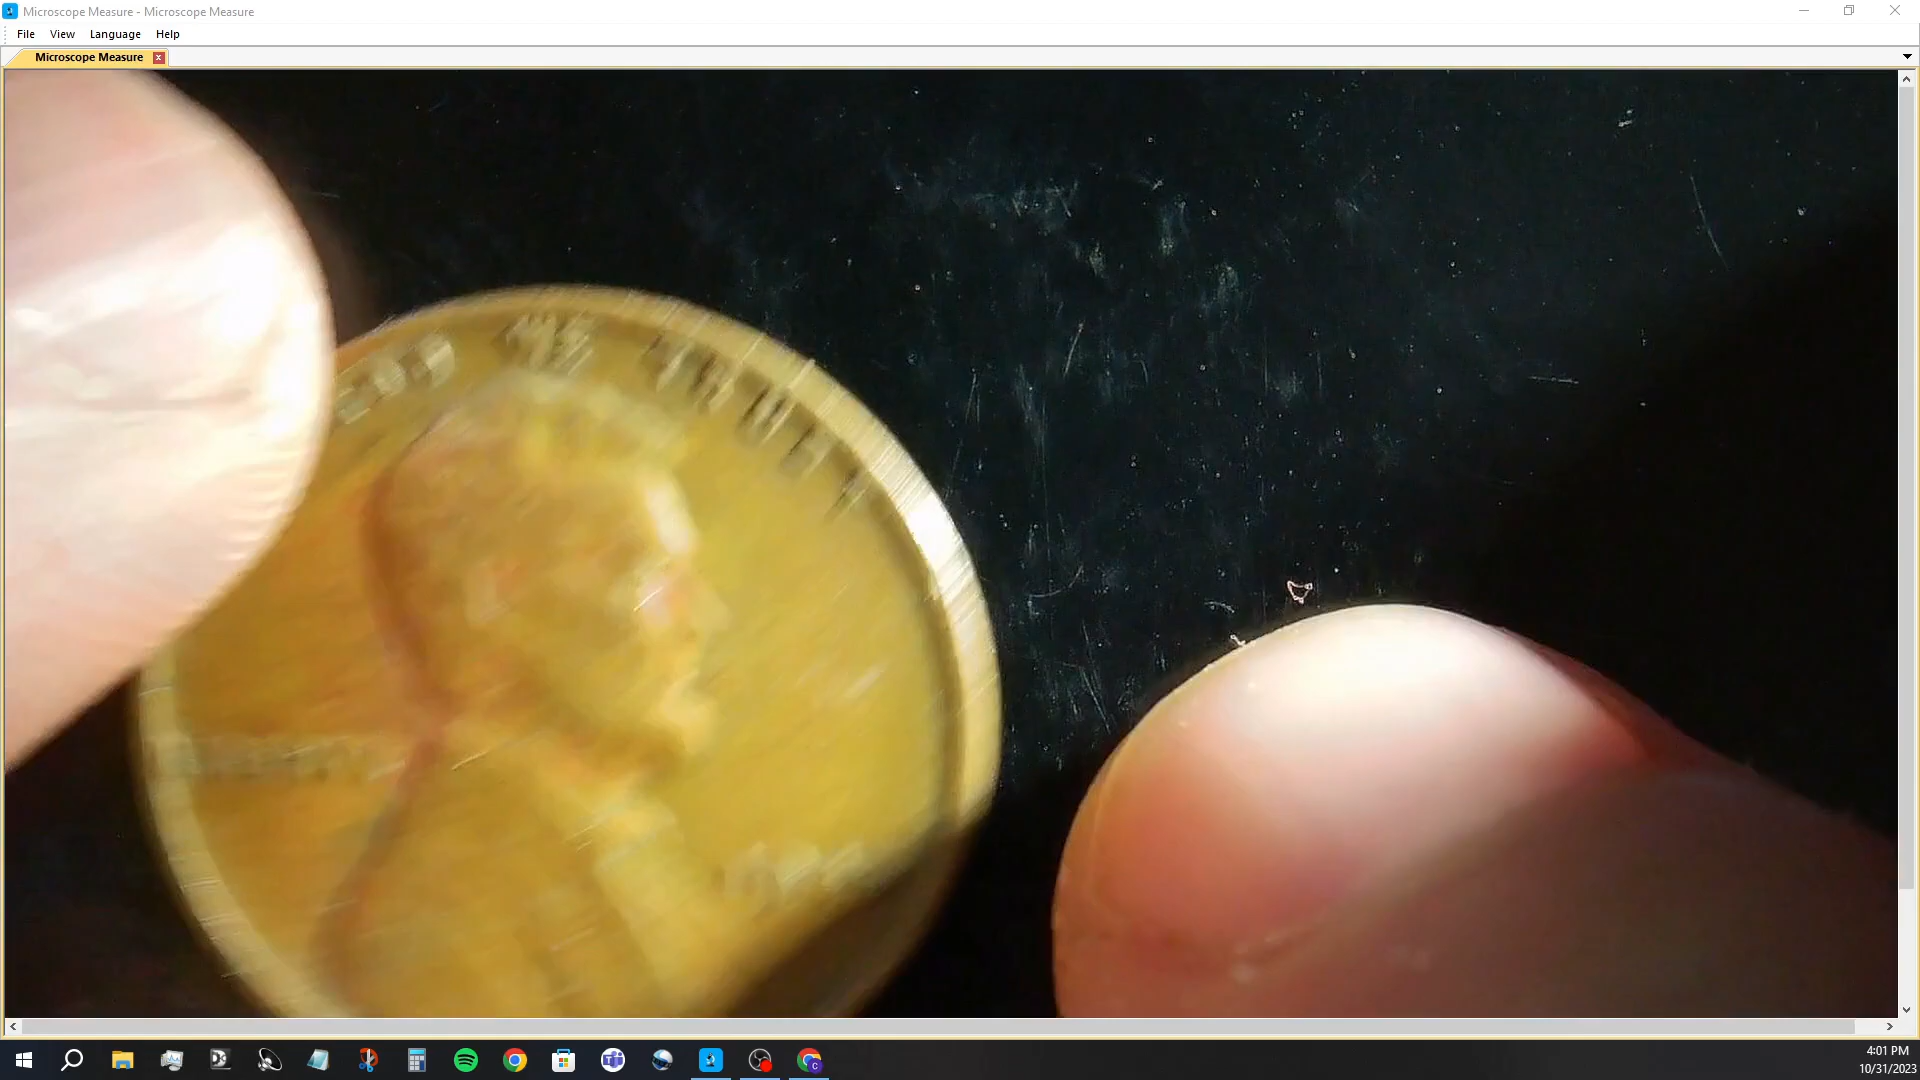 Microscope Measure - Microscope Measure
File View Language Help
Microscope Measure
4:01 PM
10/31/2023